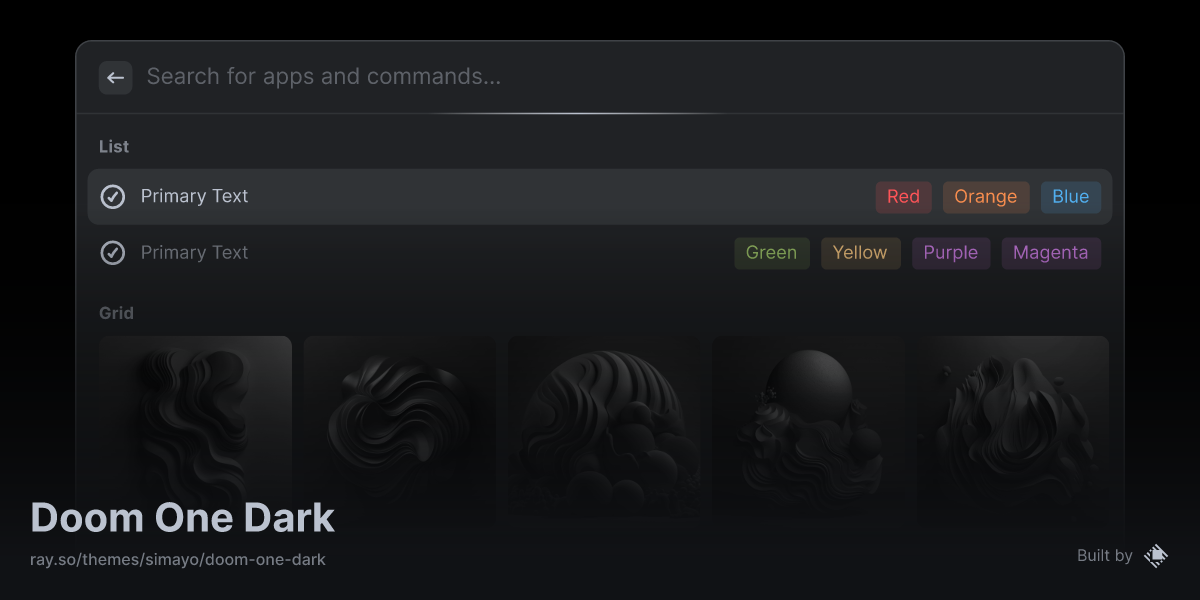 Search for apps and commands...
List
Primary Text Red Orange Blue
Primary Text Green Yellow Purple Magenta
Grid
Doom One Dark
ray.so/themes/simayo/doom-one-dark
Built by